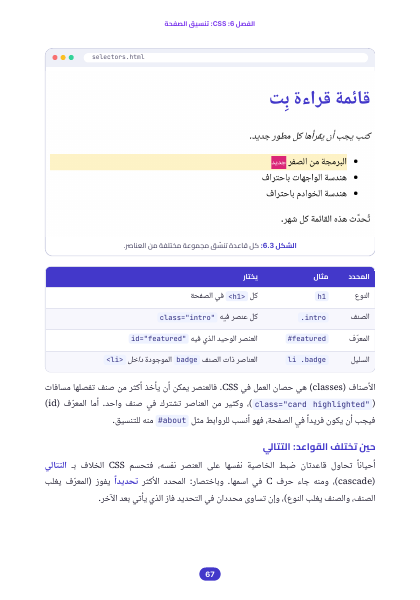 الفصل 6: CSS: تنسيق الصفحة
selectors.html
قائمة قراءة بِت
كتب يجب أن يقرأها كل مطور جديد.
البرمجة من الصفر جديد
هندسة الواجهات باحتراف
هندسة الخوادم باحتراف
تُحدَّث هذه القائمة كل شهر.
الشكل 6.3: كل قاعدة تنسّق مجموعة مختلفة من العناصر.
المحدد مثال يختار
النوع h1 كل <h1> في الصفحة
الصنف .intro كل عنصر فيه class="intro"
المعرّف #featured العنصر الوحيد الذي فيه id="featured"
السليل li .badge العناصر ذات الصنف badge الموجودة داخل <li>
الأصناف (classes) هي حصان العمل في CSS. فالعنصر يمكن أن يأخذ أكثر من صنف تفصلها مسافات
(class="card highlighted")، وكثير من العناصر تشترك في صنف واحد. أما المعرّف (id)
فيجب أن يكون فريداً في الصفحة، فهو أنسب للروابط مثل #about منه للتنسيق.
حين تختلف القواعد: التتالي
أحياناً تحاول قاعدتان ضبط الخاصية نفسها على العنصر نفسه، فتحسم CSS الخلاف بـ التتالي
(cascade)، ومنه جاء حرف C في اسمها. وباختصار: المحدد الأكثر تحديداً يفوز (المعرّف يغلب
الصنف، والصنف يغلب النوع)، وإن تساوى محددان في التحديد فاز الذي يأتي بعد الآخر.
67